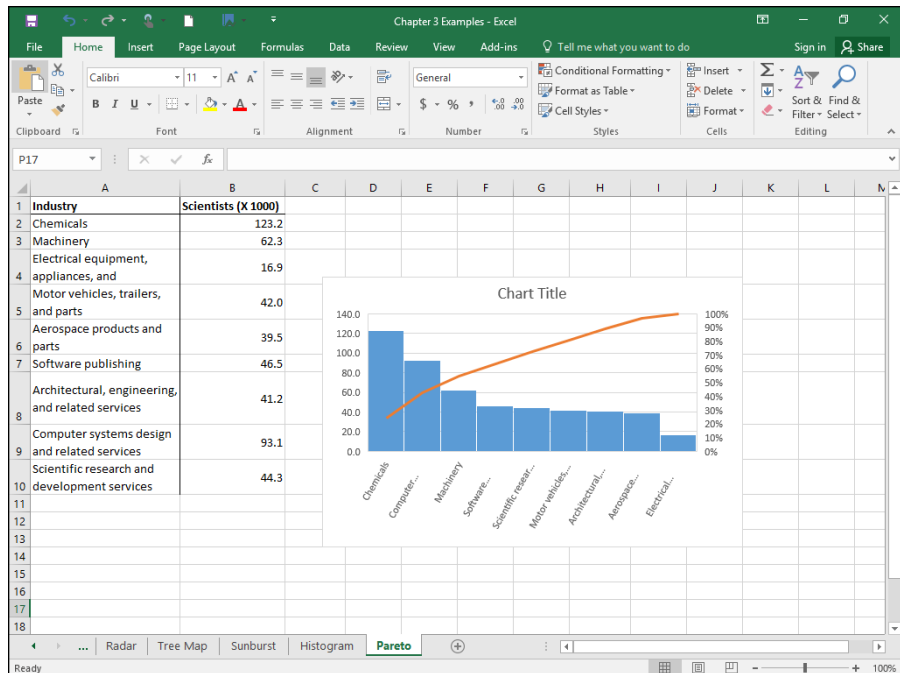 Chapter 3 Examples - Excel
File Home Insert Page Layout Formulas Data Review View Add-ins Tell me what you want to do Sign in Share
Paste
Calibri 11 A A
B I U A
General
$ % , .0 .00 .00 .0
Conditional Formatting
Format as Table
Cell Styles
Insert
Delete
Format
Σ A Z
Sort & Find &
Filter Select
Clipboard Font Alignment Number Styles Cells Editing
P17 fx
A B C D E F G H I J K L M
1 Industry Scientists (X 1000)
2 Chemicals 123.2
3 Machinery 62.3
Electrical equipment,
4 appliances, and 16.9
Motor vehicles, trailers,
5 and parts 42.0
Aerospace products and
6 parts 39.5
7 Software publishing 46.5
Architectural, engineering,
8 and related services 41.2
Computer systems design
9 and related services 93.1
Scientific research and
10 development services 44.3
11
12
13
14
15
16
17
18
Chart Title
140.0
120.0
100.0
80.0
60.0
40.0
20.0
0.0
100%
90%
80%
70%
60%
50%
40%
30%
20%
10%
0%
Chemicals
Computer...
Machinery
Software...
Scientific resear...
Motor vehicles,...
Architectural,...
Aerospace...
Electrical...
... Radar Tree Map Sunburst Histogram Pareto
Ready 100%